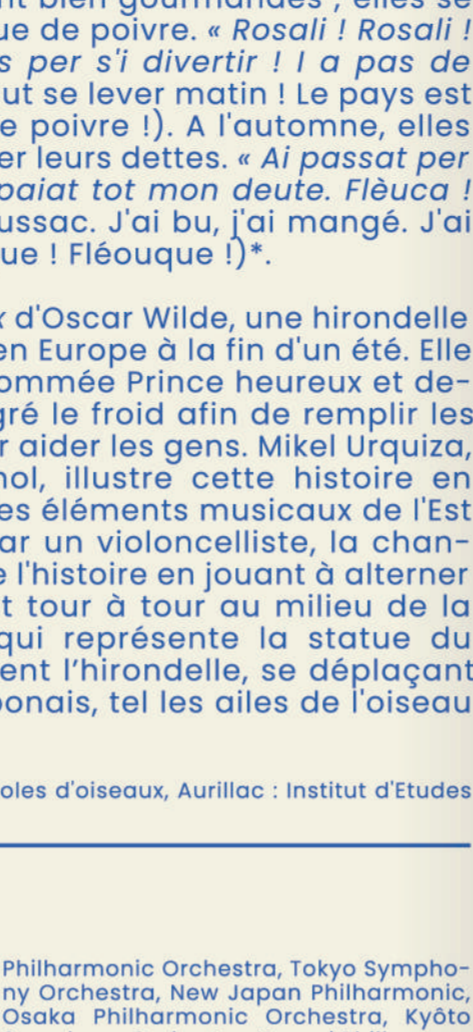 nt bien gourmandes , elles se
ue de poivre. « Rosali ! Rosali !
s per s'i divertir ! I a pas de
ut se lever matin ! Le pays est
e poivre !). A l'automne, elles
er leurs dettes. « Ai passat per
paiat tot mon deute. Flèuca !
ussac. J'ai bu, j'ai mangé. J'ai
ue ! Fléouque !)*.
x d'Oscar Wilde, une hirondelle
en Europe à la fin d'un été. Elle
ommée Prince heureux et de-
gré le froid afin de remplir les
r aider les gens. Mikel Urquiza,
nol, illustre cette histoire en
es éléments musicaux de l'Est
ar un violoncelliste, la chan-
e l'histoire en jouant à alterner
t tour à tour au milieu de la
qui représente la statue du
ent l'hirondelle, se déplaçant
ponais, tel les ailes de l'oiseau
oles d'oiseaux, Aurillac : Institut d'Etudes
Philharmonic Orchestra, Tokyo Sympho-
ny Orchestra, New Japan Philharmonic,
Osaka Philharmonic Orchestra, Kyôto